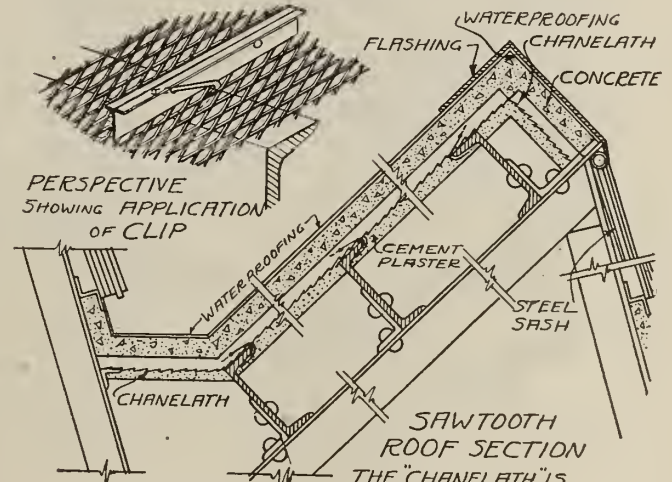 WATERPROOFING
FLASHING
CHANELATH
CONCRETE
PERSPECTIVE
SHOWING APPLICATION
OF CLIP
WATERPROOFING
CEMENT
PLASTER
STEEL
SASH
CHANELATH
SAWTOOTH
ROOF SECTION
THE "CHANELATH" IS